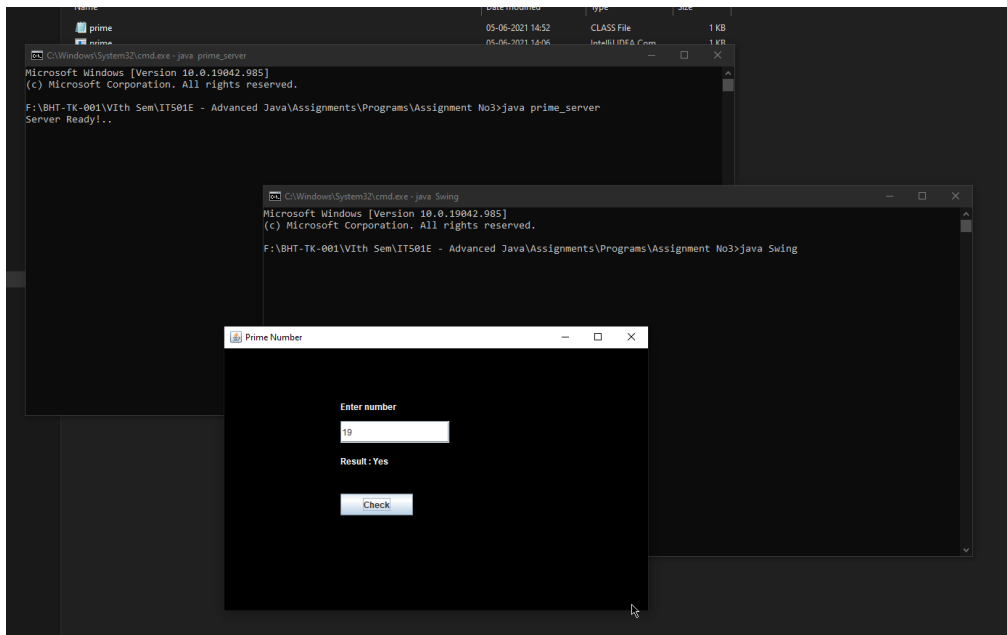 Name Date modified Type Size
prime 05-06-2021 14:52 CLASS File 1 KB
prime 05-06-2021 14:06 IntelliJ IDEA Com... 1 KB
C:\Windows\System32\cmd.exe - java prime_server
Microsoft Windows [Version 10.0.19042.985]
(c) Microsoft Corporation. All rights reserved.
F:\BHT-TK-001\VIth Sem\IT501E - Advanced Java\Assignments\Programs\Assignment No3>java prime_server
Server Ready!..
C:\Windows\System32\cmd.exe - java Swing
Microsoft Windows [Version 10.0.19042.985]
(c) Microsoft Corporation. All rights reserved.
F:\BHT-TK-001\VIth Sem\IT501E - Advanced Java\Assignments\Programs\Assignment No3>java Swing
Prime Number
Enter number
19
Result : Yes
Check